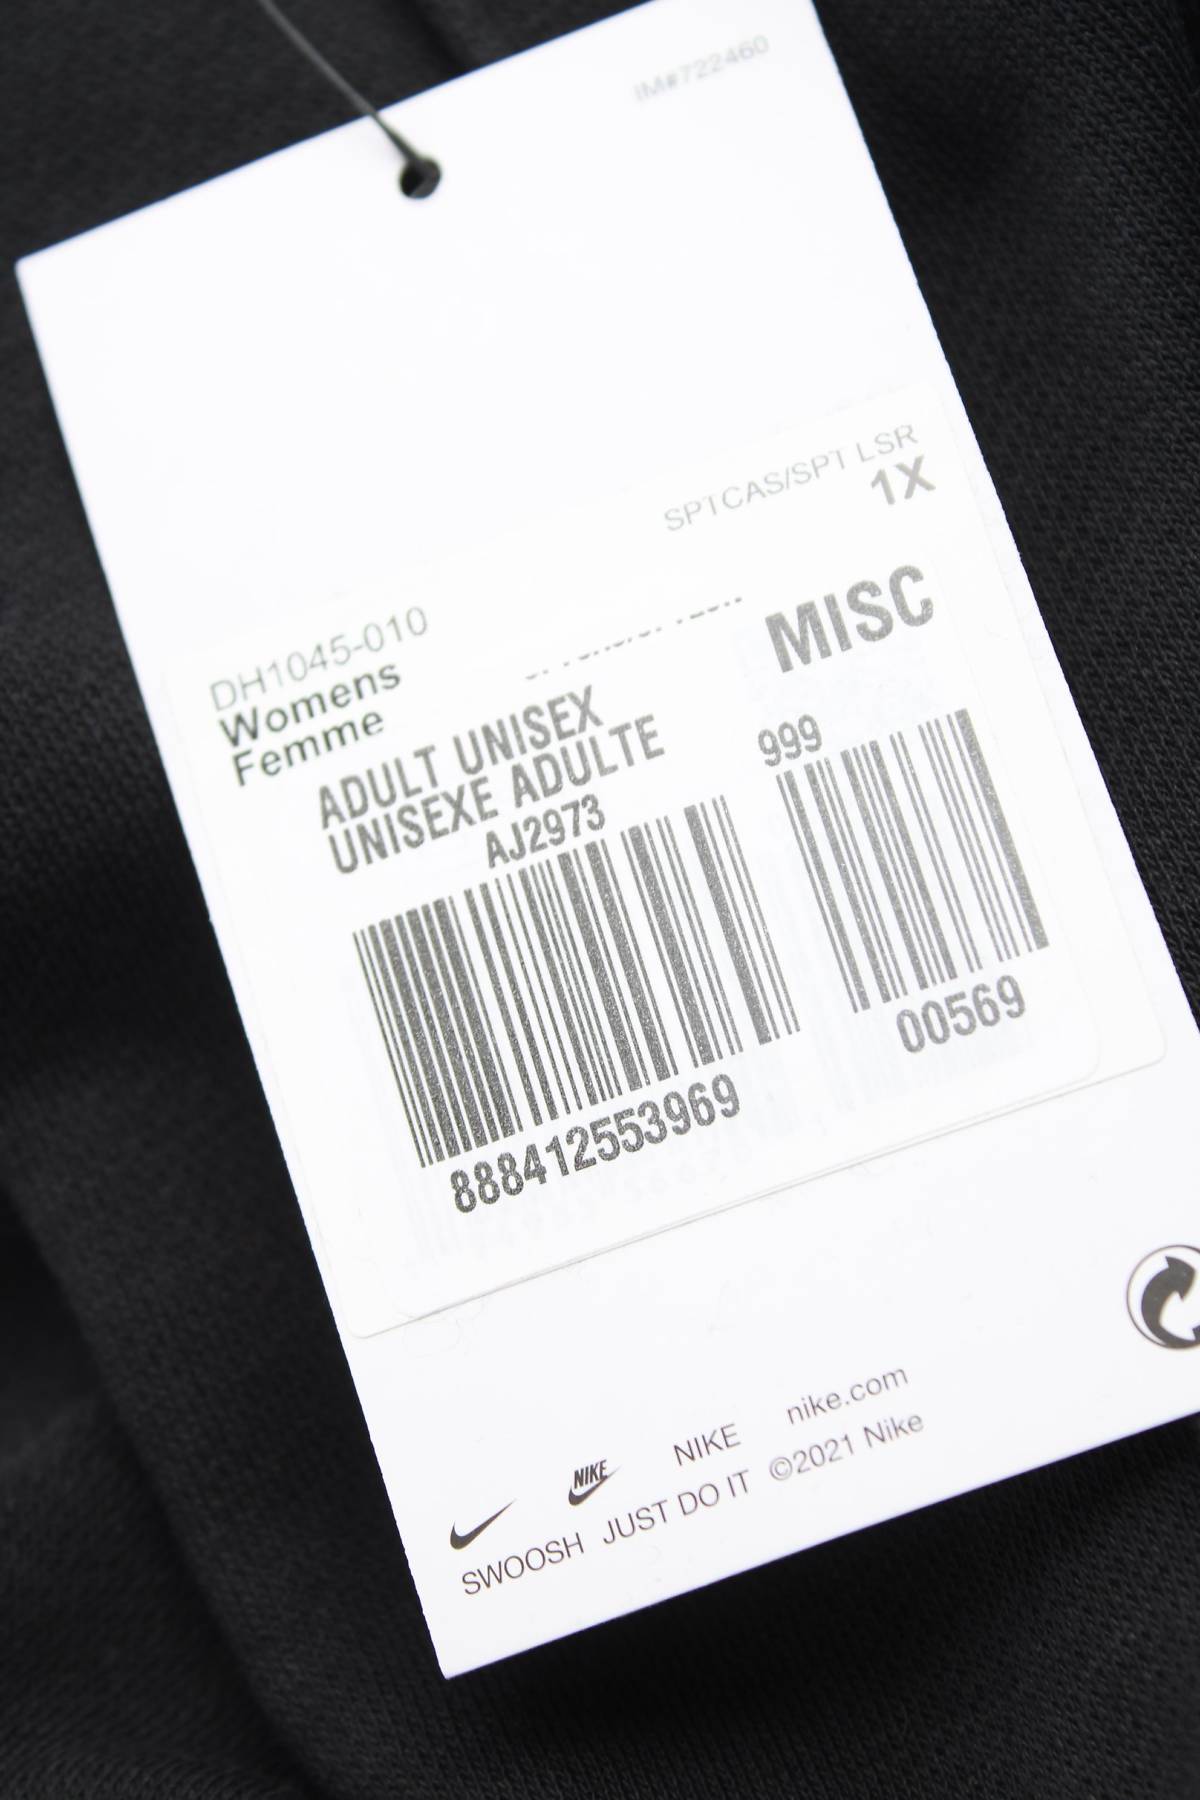 IM#722460
SPTCAS/SPT LSR
1X
MISC
DH1045-010
Womens
Femme
ADULT UNISEX
UNISEXE ADULTE
AJ2973
999
888412553969
00569
NIKE
NIKE nike.com
SWOOSH JUST DO IT ©2021 Nike